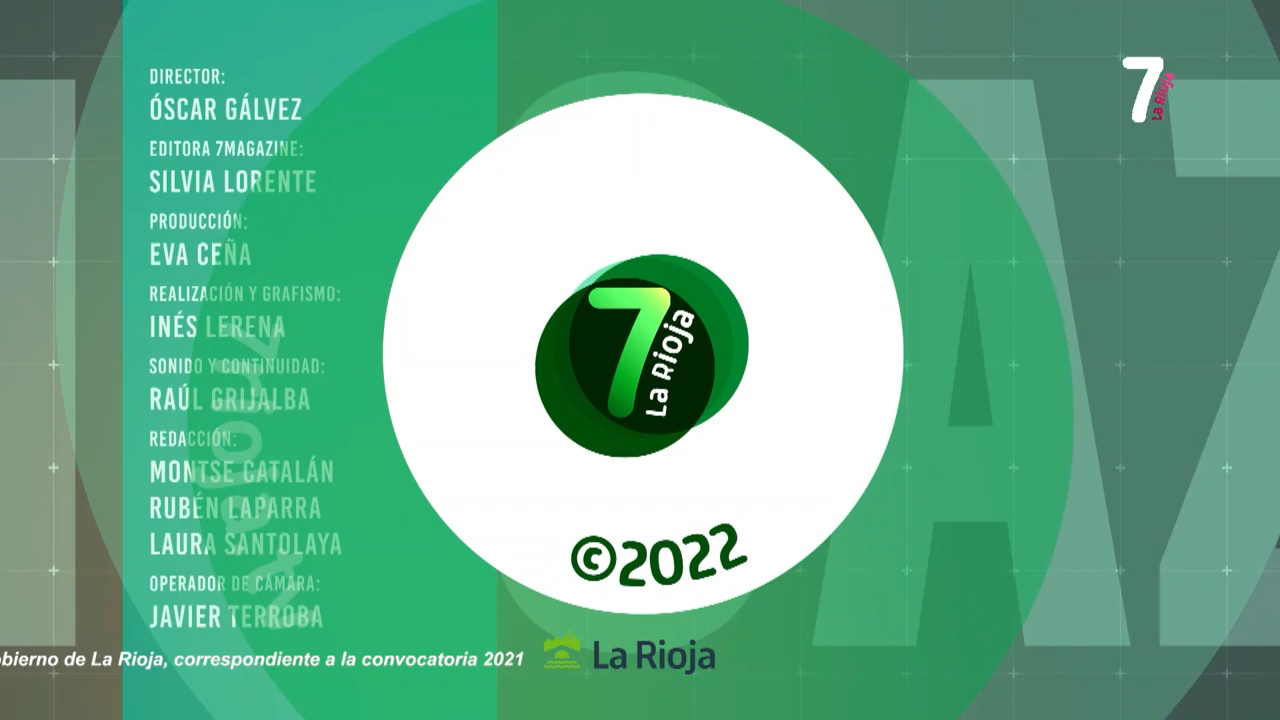 DIRECTOR:
ÓSCAR GÁLVEZ
EDITORA 7MAGAZINE:
SILVIA LORENTE
PRODUCCIÓN:
EVA CEÑA
REALIZACIÓN Y GRAFISMO:
INÉS LERENA
SONIDO Y CONTINUIDAD:
RAÚL GRIJALBA
REDACCIÓN:
MONTSE CATALÁN
RUBÉN LAPARRA
LAURA SANTOLAYA
OPERADOR DE CÁMARA:
JAVIER TERROBA
7 La Rioja
©2022
7 La Rioja
de La Rioja, correspondiente a la convocatoria 2021
La Rioja